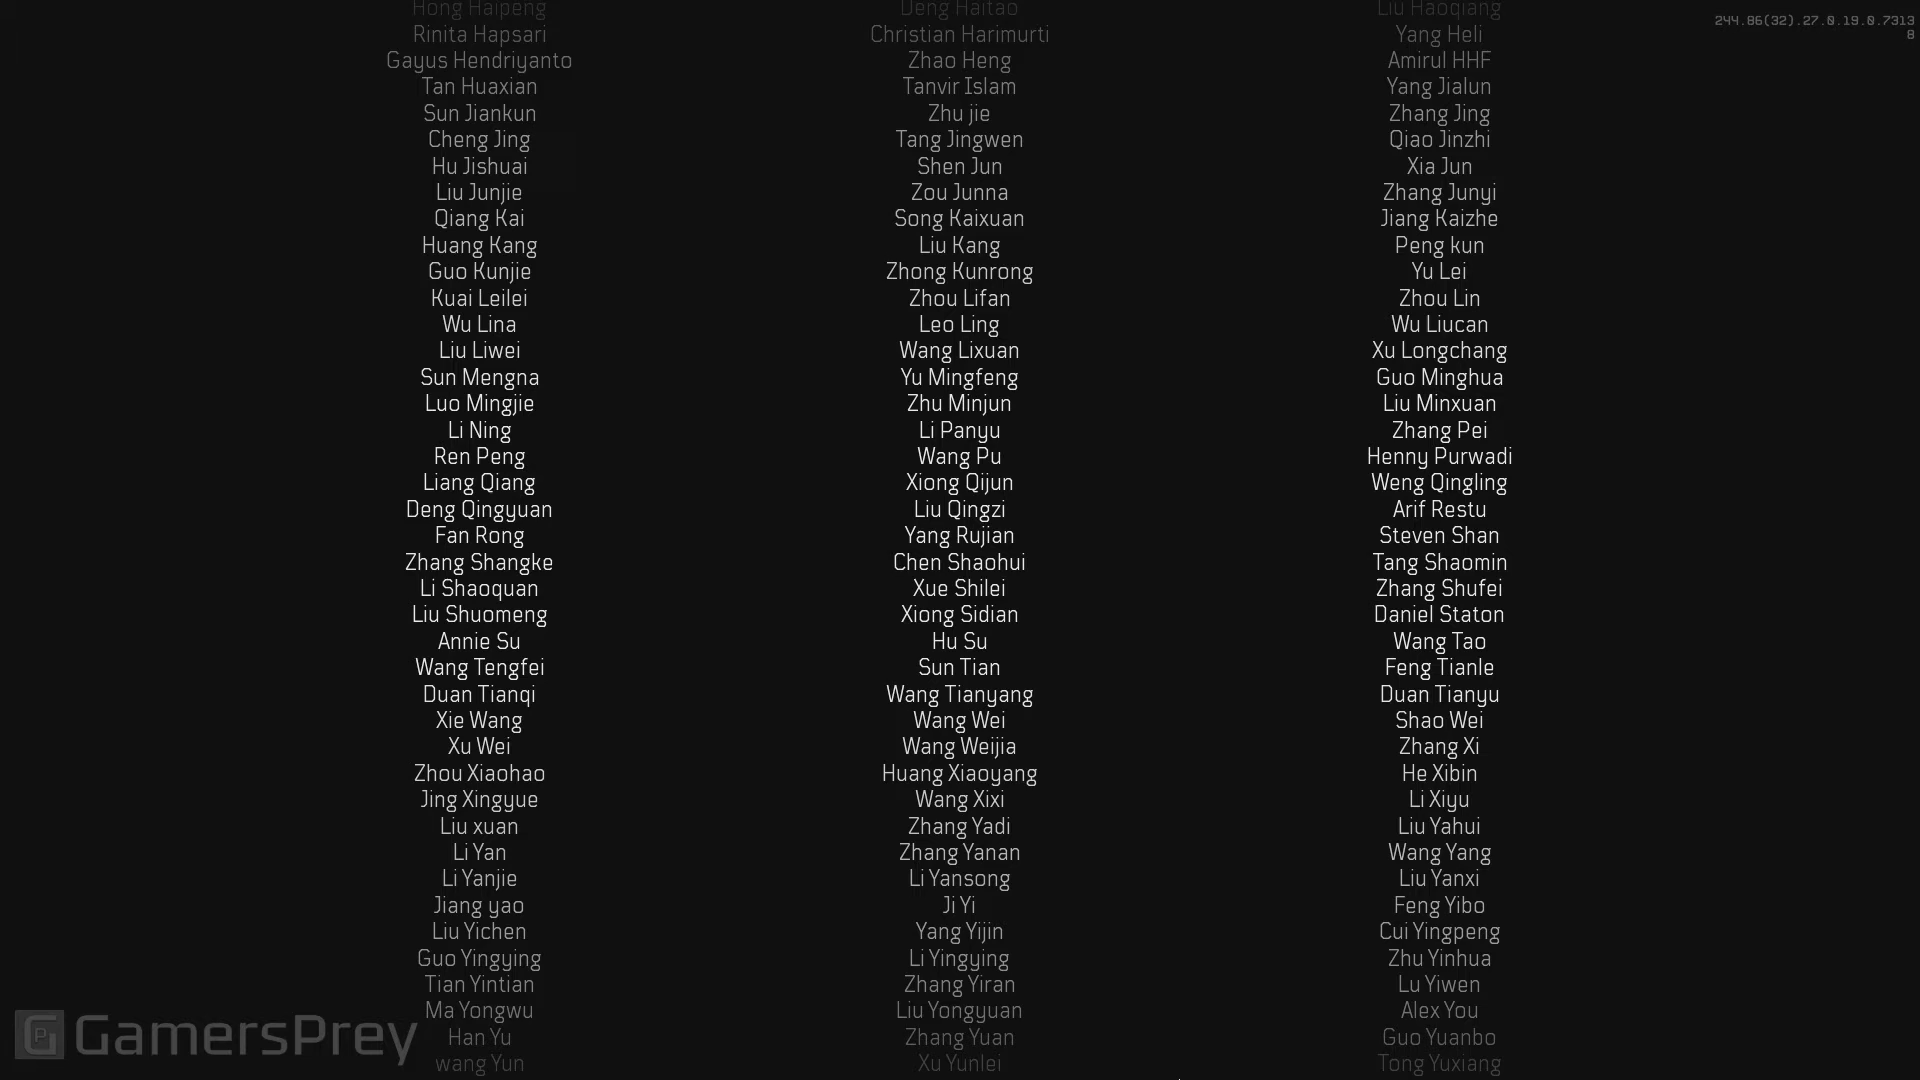 Hong Haipeng Deng Haitao Liu Haoqiang
244.86(32).27.0.19.0.7313
Rinita Hapsari Christian Harimurti Yang Heli
8
Gayus Hendriyanto Zhao Heng Amirul HHF
Tan Huaxian Tanvir Islam Yang Jialun
Sun Jiankun Zhu jie Zhang Jing
Cheng Jing Tang Jingwen Qiao Jinzhi
Hu Jishuai Shen Jun Xia Jun
Liu Junjie Zou Junna Zhang Junyi
Qiang Kai Song Kaixuan Jiang Kaizhe
Huang Kang Liu Kang Peng kun
Guo Kunjie Zhong Kunrong Yu Lei
Kuai Leilei Zhou Lifan Zhou Lin
Wu Lina Leo Ling Wu Liucan
Liu Liwei Wang Lixuan Xu Longchang
Sun Mengna Yu Mingfeng Guo Minghua
Luo Mingjie Zhu Minjun Liu Minxuan
Li Ning Li Panyu Zhang Pei
Ren Peng Wang Pu Henny Purwadi
Liang Qiang Xiong Qijun Weng Qingling
Deng Qingyuan Liu Qingzi Arif Restu
Fan Rong Yang Rujian Steven Shan
Zhang Shangke Chen Shaohui Tang Shaomin
Li Shaoquan Xue Shilei Zhang Shufei
Liu Shuomeng Xiong Sidian Daniel Staton
Annie Su Hu Su Wang Tao
Wang Tengfei Sun Tian Feng Tianle
Duan Tianqi Wang Tianyang Duan Tianyu
Xie Wang Wang Wei Shao Wei
Xu Wei Wang Weijia Zhang Xi
Zhou Xiaohao Huang Xiaoyang He Xibin
Jing Xingyue Wang Xixi Li Xiyu
Liu xuan Zhang Yadi Liu Yahui
Li Yan Zhang Yanan Wang Yang
Li Yanjie Li Yansong Liu Yanxi
Jiang yao Ji Yi Feng Yibo
Liu Yichen Yang Yijin Cui Yingpeng
Guo Yingying Li Yingying Zhu Yinhua
Tian Yintian Zhang Yiran Lu Yiwen
Ma Yongwu Liu Yongyuan Alex You
GamersPrey
Han Yu Zhang Yuan Guo Yuanbo
wang Yun Xu Yunlei Tong Yuxiang